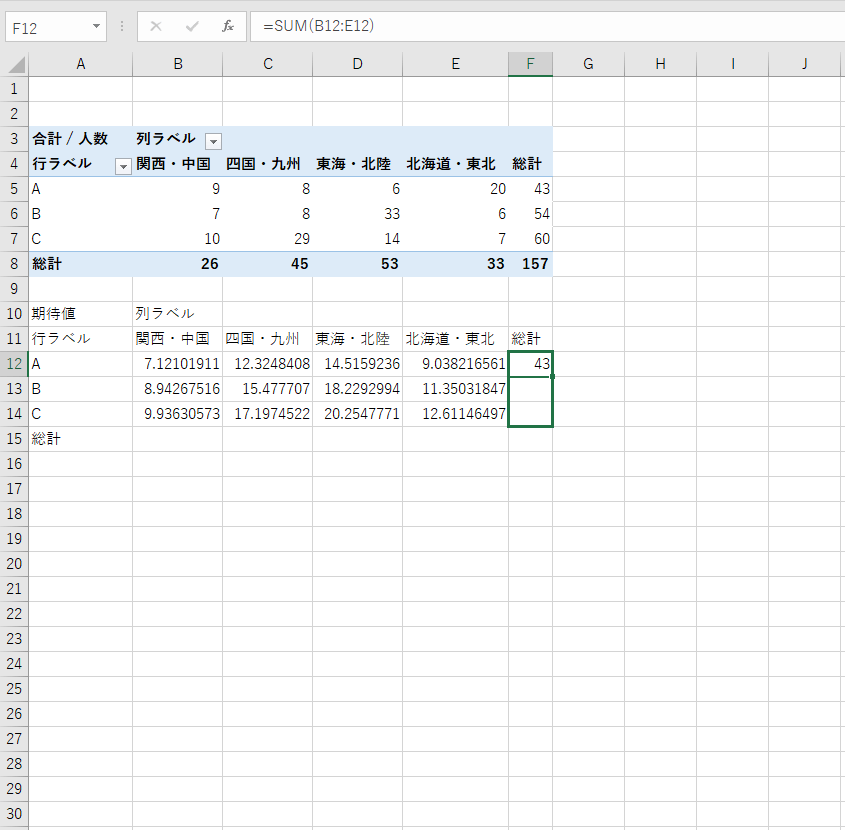 F12 fx =SUM(B12:E12)
A B C D E F G H I J
1
2
3 合計 / 人数 列ラベル
4 行ラベル 関西・中国 四国・九州 東海・北陸 北海道・東北 総計
5 A 9 8 6 20 43
6 B 7 8 33 6 54
7 C 10 29 14 7 60
8 総計 26 45 53 33 157
9
10 期待値 列ラベル
11 行ラベル 関西・中国 四国・九州 東海・北陸 北海道・東北 総計
12 A 7.12101911 12.3248408 14.5159236 9.038216561 43
13 B 8.94267516 15.477707 18.2292994 11.35031847
14 C 9.93630573 17.1974522 20.2547771 12.61146497
15 総計
16
17
18
19
20
21
22
23
24
25
26
27
28
29
30